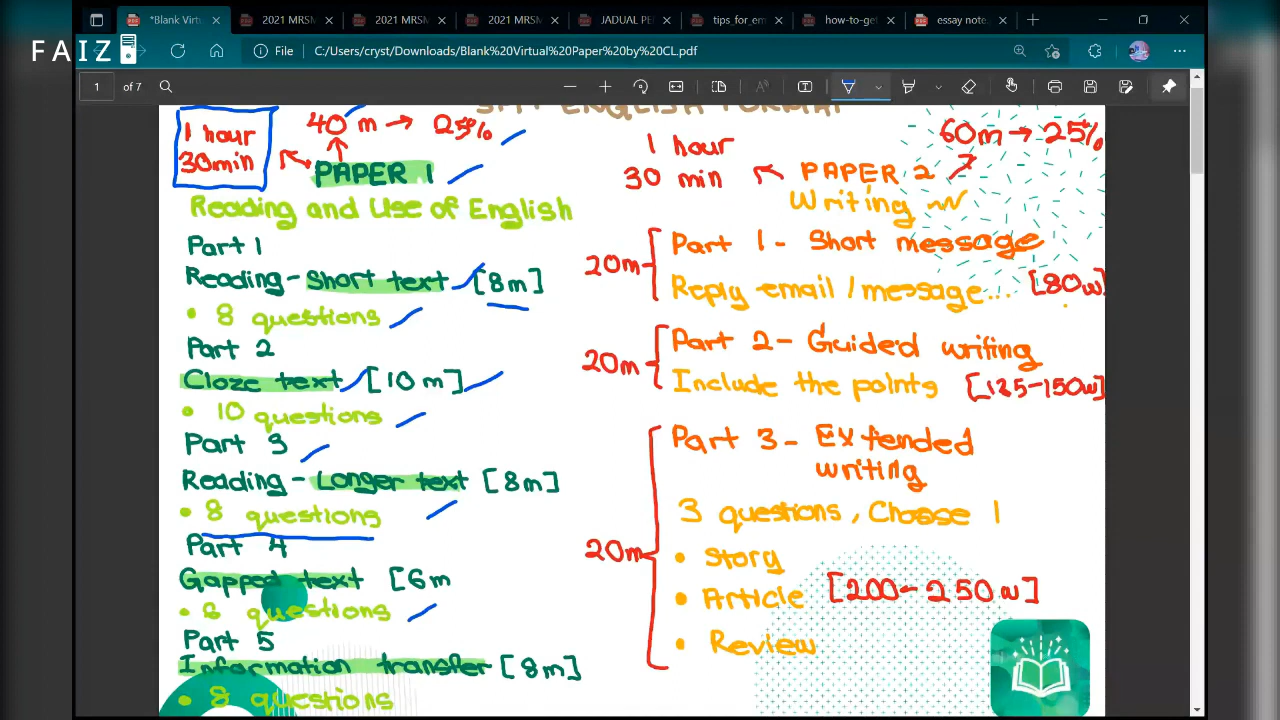 *Blank Virtu
2021 MRSM
2021 MRSM
2021 MRSM
JADUAL PE
tips_for_em
how-to-get
essay note
FAIZ
File
C:/Users/cryst/Downloads/Blank%20Virtual%20Paper%20by%20CL.pdf
1 of 7
SPM ENGLISH FORMAT
1 hour
30min
40 m → 25%
PAPER 1
Reading and Use of English
Part 1
Reading- Short text [8m]
• 8 questions
Part 2
Cloze text [10 m]
• 10 questions
Part 3
Reading - Longer text [8m]
• 8 questions
Part 4
Gapped text [6m
• 6 questions
Part 5
Information transfer [8m]
• 8 questions
60m → 25%
1 hour
30 min
PAPER 2
Writing
20m
Part 1- Short message
Reply email / message... [80w]
20m
Part 2- Guided writing
Include the points [125-150w]
20m
Part 3- Extended
writing
3 questions, Choose 1
• Story
• Article [200-250w]
• Review